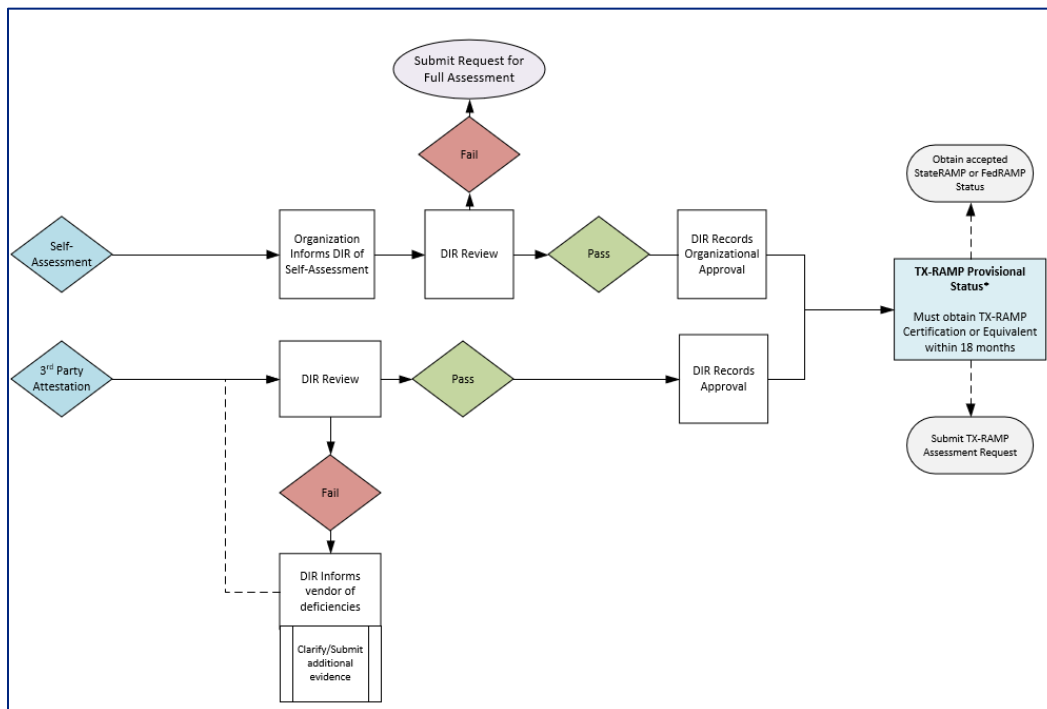 Submit Request for
Full Assessment
Fail
Obtain accepted
StateRAMP or FedRAMP
Status
Self-
Assessment
Organization
Informs DIR of
Self-Assessment
DIR Review
Pass
DIR Records
Organizational
Approval
TX-RAMP Provisional
Status*
Must obtain TX-RAMP
Certification or Equivalent
within 18 months
3rd Party
Attestation
DIR Review
Pass
DIR Records
Approval
Submit TX-RAMP
Assessment Request
Fail
DIR Informs
vendor of
deficiencies
Clarify/Submit
additional
evidence